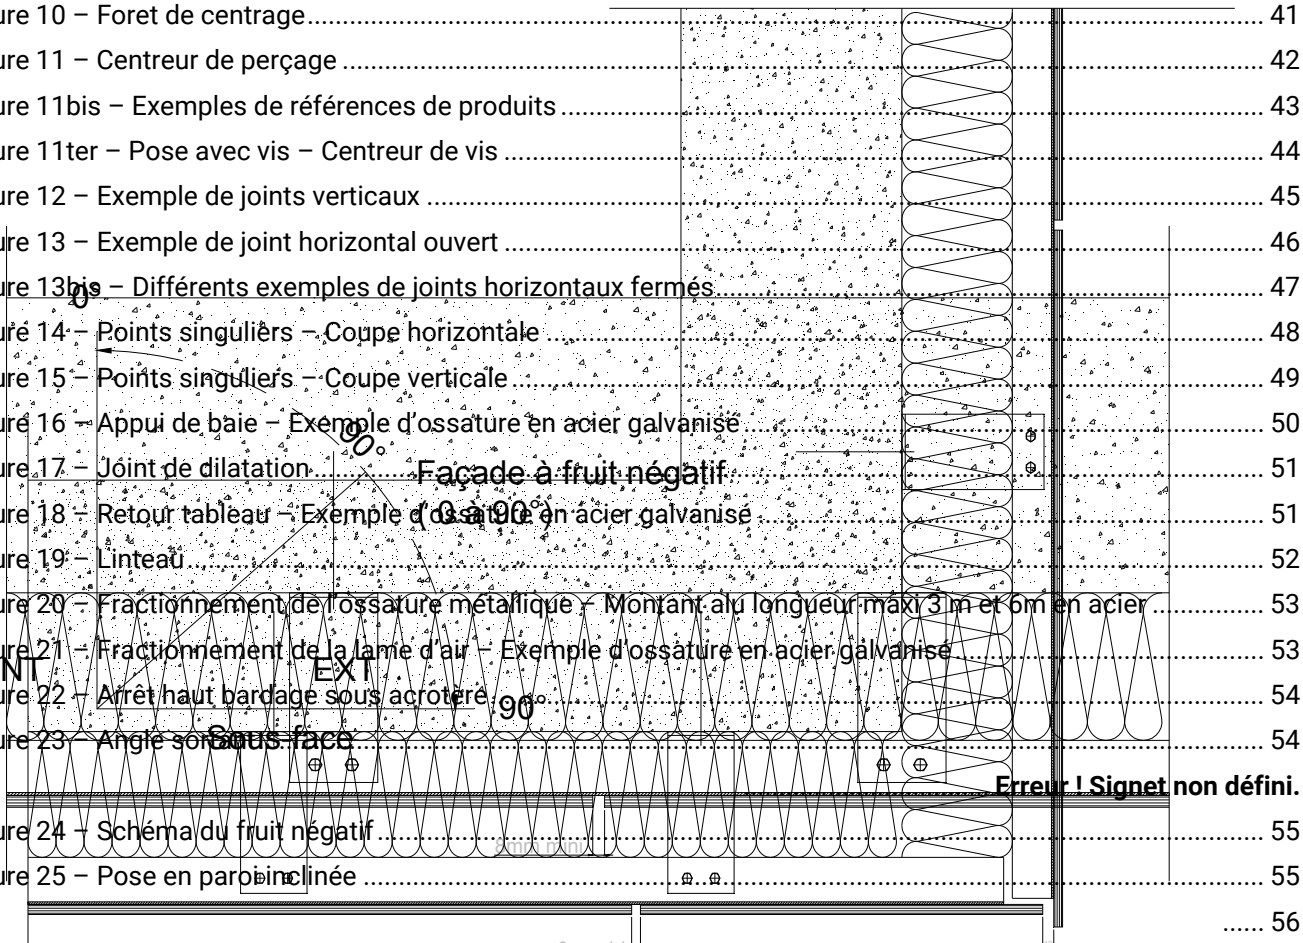 ure 10 – Foret de centrage........ 41
ure 11 – Centreur de perçage ........ 42
ure 11bis – Exemples de références de produits ........ 43
ure 11ter – Pose avec vis – Centreur de vis ........ 44
ure 12 – Exemple de joints verticaux ........ 45
ure 13 – Exemple de joint horizontal ouvert ........ 46
ure 13bis – Différents exemples de joints horizontaux fermés........ 47
0°
ure 14 – Points singuliers – Coupe horizontale ........ 48
ure 15 – Points singuliers – Coupe verticale ........ 49
ure 16 – Appui de baie – Exemple d'ossature en acier galvanisé ........ 50
90°
ure 17 – Joint de dilatation ........ 51
Façade à fruit négatif
( 0 à 90°)
ure 18 – Retour tableau – Exemple d'ossature en acier galvanisé ........ 51
ure 19 – Linteau ........ 52
ure 20 – Fractionnement de l'ossature métallique – Montant alu longueur maxi 3 m et 6m en acier ........ 53
ure 21 – Fractionnement de la lame d'air – Exemple d'ossature en acier galvanisé ........ 53
NT
EXT
ure 22 – Arrêt haut bardage sous acrotère ........ 54
90°
ure 23 – Angle sortant ........ 54
Sous-face
Erreur ! Signet non défini.
ure 24 – Schéma du fruit négatif ........ 55
8mm mini
ure 25 – Pose en paroi inclinée ........ 55
...... 56